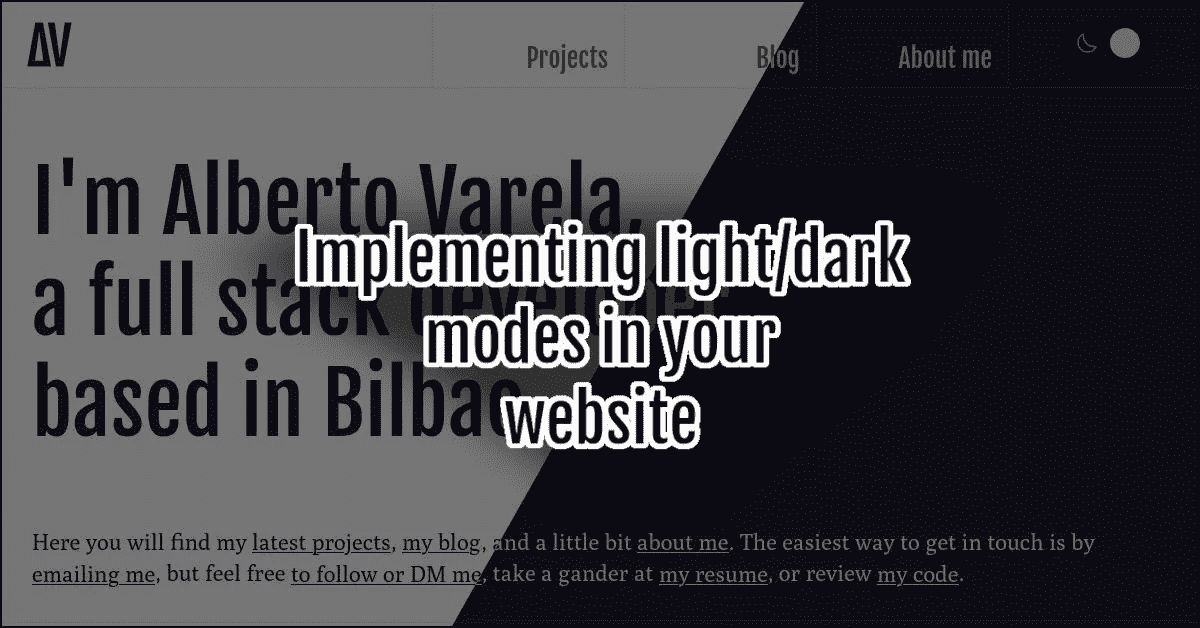 ΔV
Projects
Blog
About me
I'm Alberto Varela,
a full stack developer
based in Bilbao
Implementing light/dark
modes in your
website
Here you will find my latest projects, my blog, and a little bit about me. The easiest way to get in touch is by
emailing me, but feel free to follow or DM me, take a gander at my resume, or review my code.